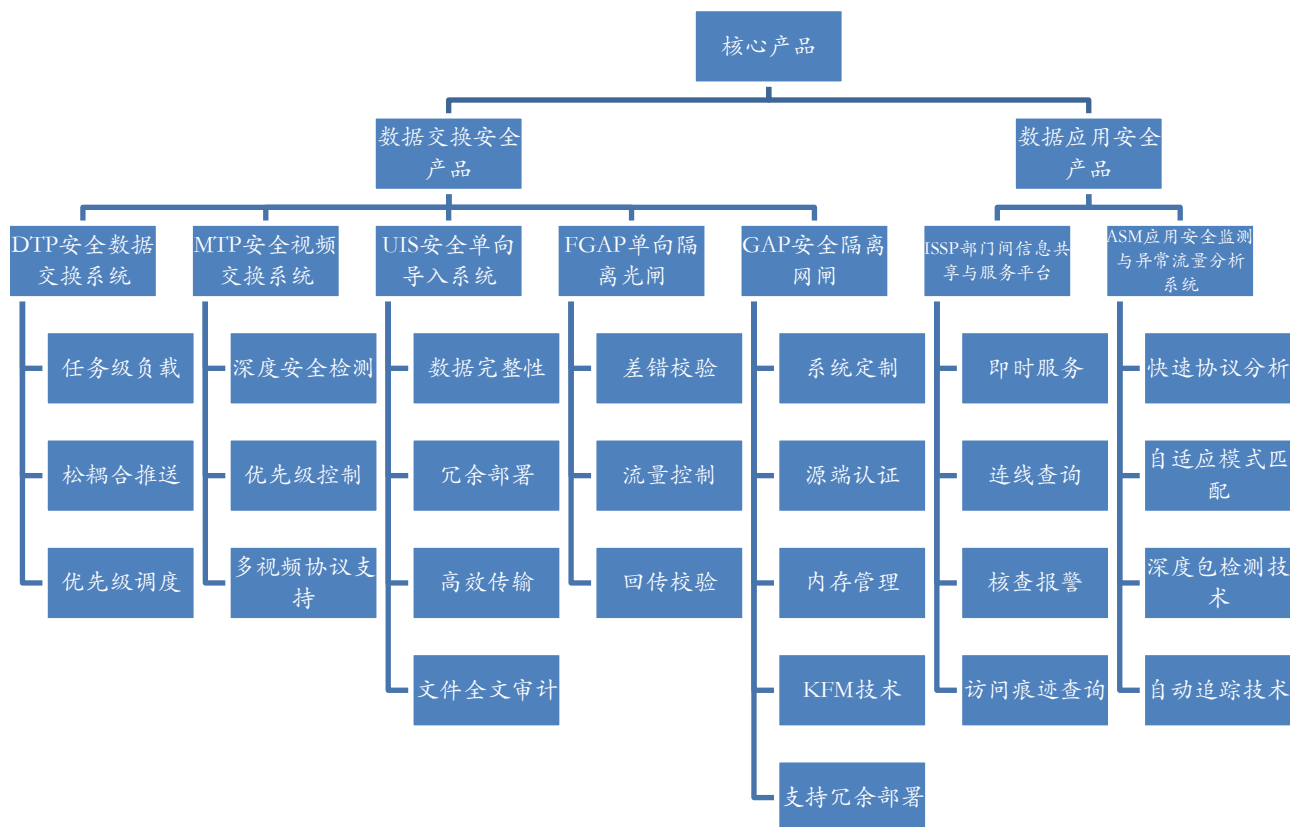 核心产品
数据交换安全
产品
数据应用安全
产品
DTP安全数据
交换系统
MTP安全视频
交换系统
UIS安全单向
导入系统
FGAP单向隔
离光闸
GAP安全隔离
网闸
ISSP部门间信息共
享与服务平台
ASM应用安全监测
与异常流量分析
系统
任务级负载
深度安全检测
数据完整性
差错校验
系统定制
即时服务
快速协议分析
松耦合推送
优先级控制
冗余部署
流量控制
源端认证
连线查询
自适应模式匹
配
优先级调度
多视频协议支
持
高效传输
回传校验
内存管理
核查报警
深度包检测技
术
文件全文审计
KFM技术
访问痕迹查询
自动追踪技术
支持冗余部署